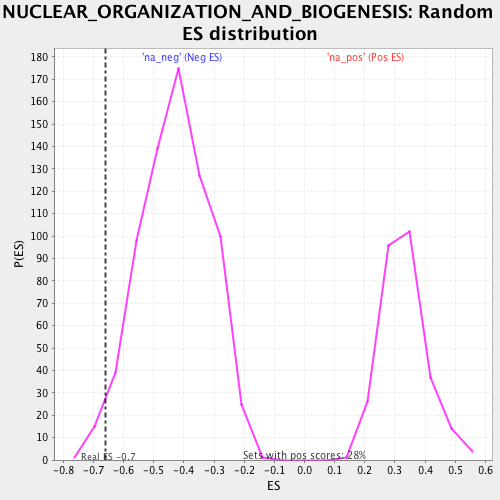 NUCLEAR_ORGANIZATION_AND_BIOGENESIS: Random
ES distribution
'na_neg' (Neg ES)
'na_pos' (Pos ES)
180
170
160
150
140
130
120
110
100
90
80
70
60
50
40
30
20
10
0
P(ES)
Real ES -0.7
Sets with pos scores: 28%
-0.8 -0.7 -0.6 -0.5 -0.4 -0.3 -0.2 -0.1 0.0 0.1 0.2 0.3 0.4 0.5 0.6
ES